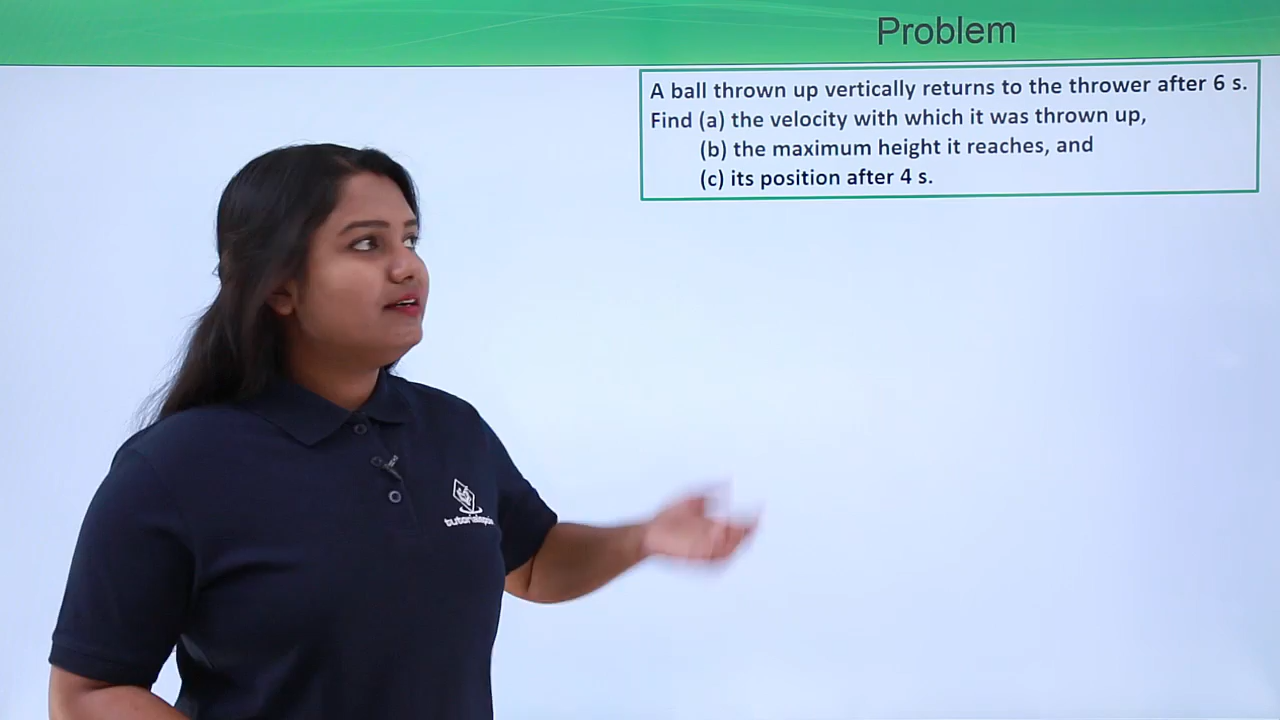 Problem
A ball thrown up vertically returns to the thrower after 6 s.
Find (a) the velocity with which it was thrown up,
(b) the maximum height it reaches, and
(c) its position after 4 s.